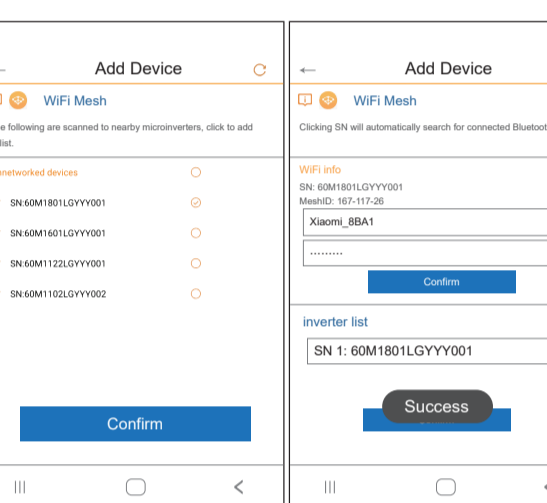 Add Device
WiFi Mesh
following are scanned to nearby microinverters, click to add
list.
devices
SN:60M1801LGYYY001
SN:60M1601LGYYY001
SN:60M1122LGYYY001
SN:60M1102LGYYY002
Confirm
Add Device
WiFi Mesh
Clicking SN will automatically search for connected
WiFi info
SN: 60M1801LGYYY001
MeshID: 167-117-26
Xiaomi_8BA1
.........
Confirm
inverter list
SN 1: 60M1801LGYYY001
Success